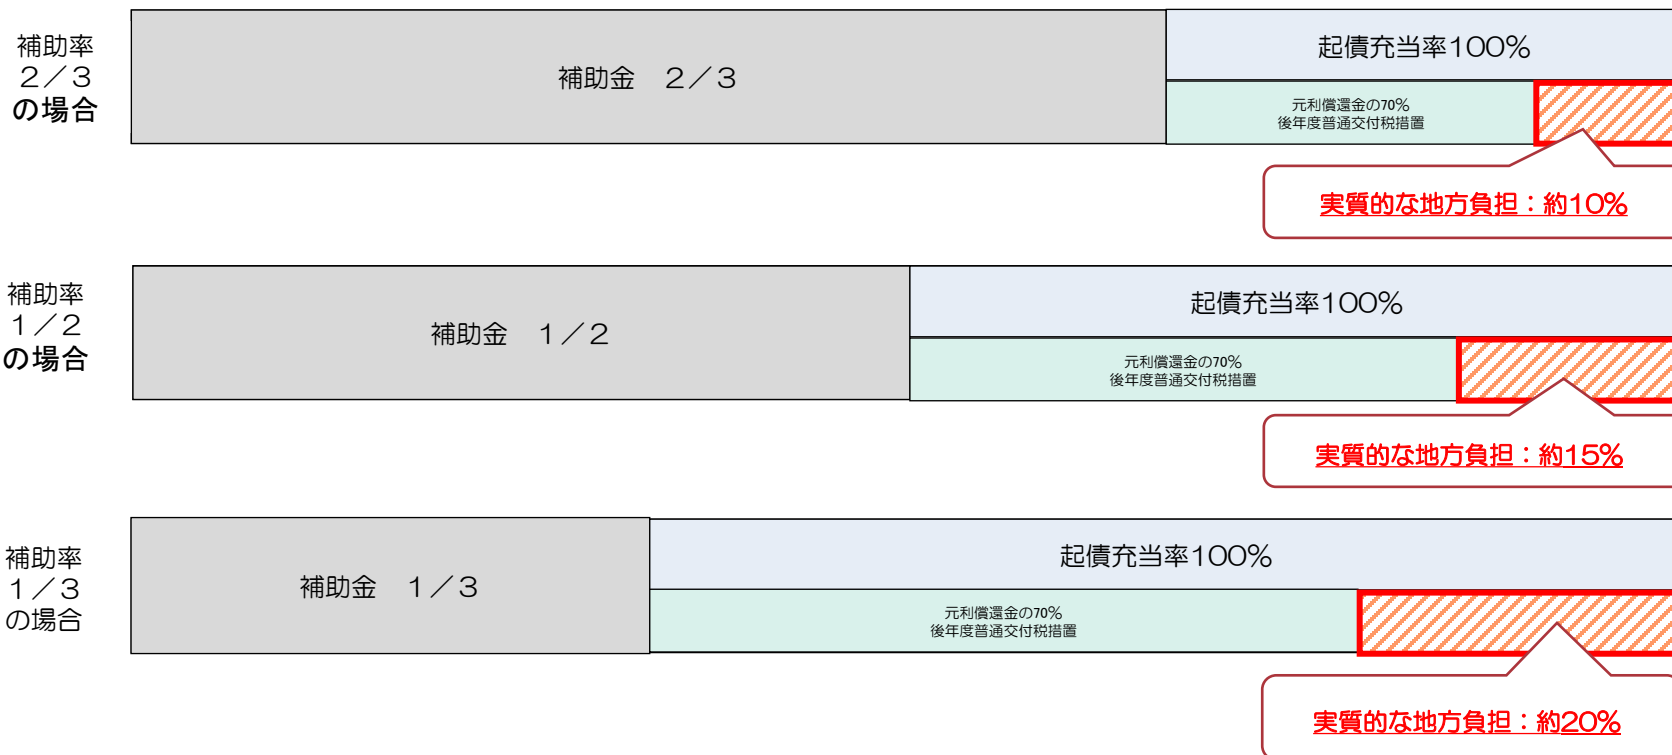 補助率
２／３
の場合
補助金　２／３
起債充当率100%
元利償還金の70%
後年度普通交付税措置
実質的な地方負担：約10%
補助率
１／２
の場合
補助金　１／２
起債充当率100%
元利償還金の70%
後年度普通交付税措置
実質的な地方負担：約15%
補助率
１／３
の場合
補助金　１／３
起債充当率100%
元利償還金の70%
後年度普通交付税措置
実質的な地方負担：約20%